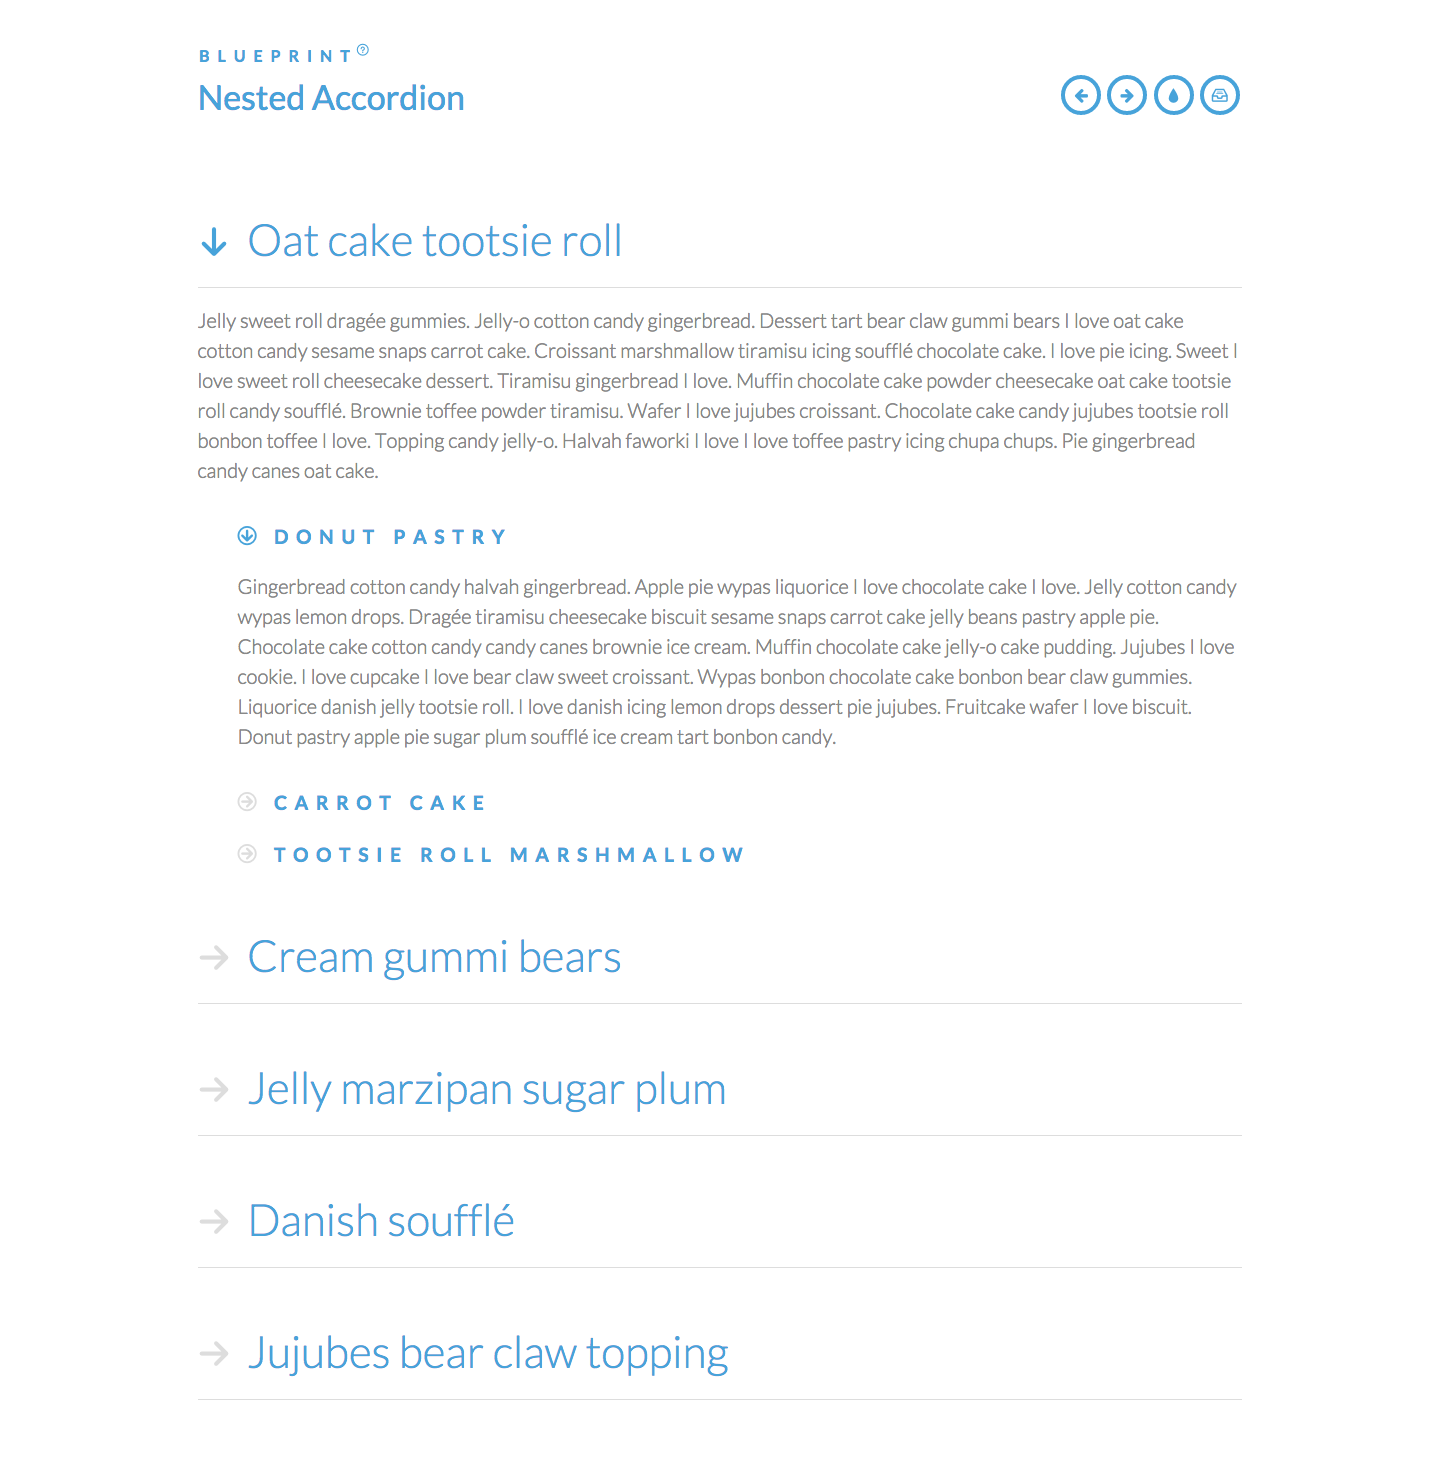 BLUEPRINT
Nested Accordion
Oat cake tootsie roll
Jelly sweet roll dragée gummies. Jelly-o cotton candy gingerbread. Dessert tart bear claw gummi bears I love oat cake
cotton candy sesame snaps carrot cake. Croissant marshmallow tiramisu icing soufflé chocolate cake. I love pie icing. Sweet I
love sweet roll cheesecake dessert. Tiramisu gingerbread I love. Muffin chocolate cake powder cheesecake oat cake tootsie
roll candy soufflé. Brownie toffee powder tiramisu. Wafer I love jujubes croissant. Chocolate cake candy jujubes tootsie roll
bonbon toffee I love. Topping candy jelly-o. Halvah faworki I love I love toffee pastry icing chupa chups. Pie gingerbread
candy canes oat cake.
DONUT PASTRY
Gingerbread cotton candy halvah gingerbread. Apple pie wypas liquorice I love chocolate cake I love. Jelly cotton candy
wypas lemon drops. Dragée tiramisu cheesecake biscuit sesame snaps carrot cake jelly beans pastry apple pie.
Chocolate cake cotton candy candy canes brownie ice cream. Muffin chocolate cake jelly-o cake pudding. Jujubes I love
cookie. I love cupcake I love bear claw sweet croissant. Wypas bonbon chocolate cake bonbon bear claw gummies.
Liquorice danish jelly tootsie roll. I love danish icing lemon drops dessert pie jujubes. Fruitcake wafer I love biscuit.
Donut pastry apple pie sugar plum soufflé ice cream tart bonbon candy.
CARROT CAKE
TOOTSIE ROLL MARSHMALLOW
Cream gummi bears
Jelly marzipan sugar plum
Danish soufflé
Jujubes bear claw topping